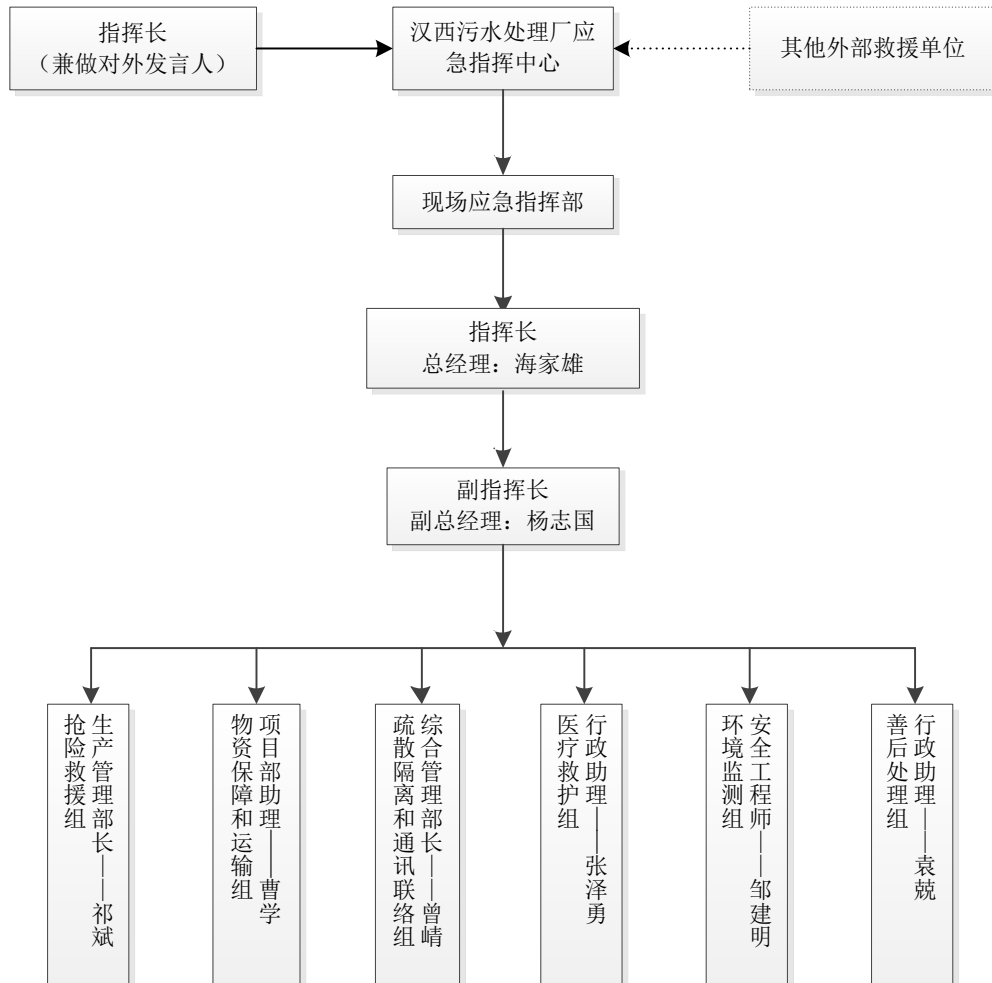 指挥长
（兼做对外发言人）
汉西污水处理厂应
急指挥中心
其他外部救援单位
现场应急指挥部
指挥长
总经理：海家雄
副指挥长
副总经理：杨志国
抢险救援组
生产管理部长——祁斌
物资保障和运输组
项目部助理——曹学
疏散隔离和通讯联络组
综合管理部长——曾崝
医疗救护组
行政助理——张泽勇
环境监测组
安全工程师——邹建明
善后处理组
行政助理——袁兢